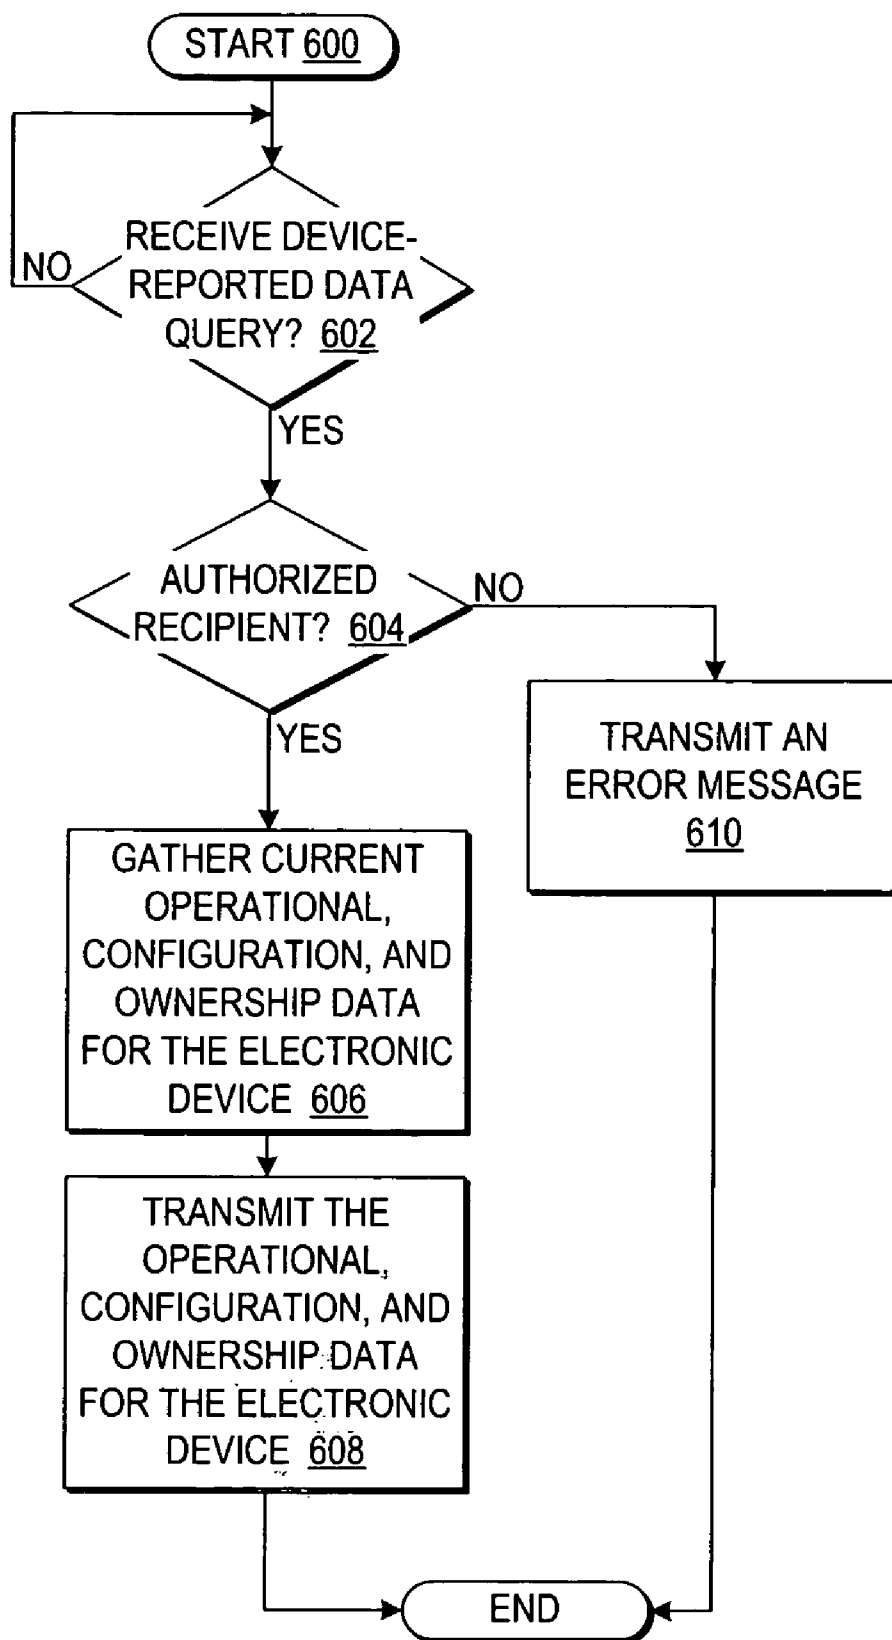 START 600
RECEIVE DEVICE-
REPORTED DATA
QUERY? 602
NO
YES
AUTHORIZED
RECIPIENT? 604
NO
YES
TRANSMIT AN
ERROR MESSAGE
610
GATHER CURRENT
OPERATIONAL,
CONFIGURATION, AND
OWNERSHIP DATA
FOR THE ELECTRONIC
DEVICE 606
TRANSMIT THE
OPERATIONAL,
CONFIGURATION, AND
OWNERSHIP DATA
FOR THE ELECTRONIC
DEVICE 608
END